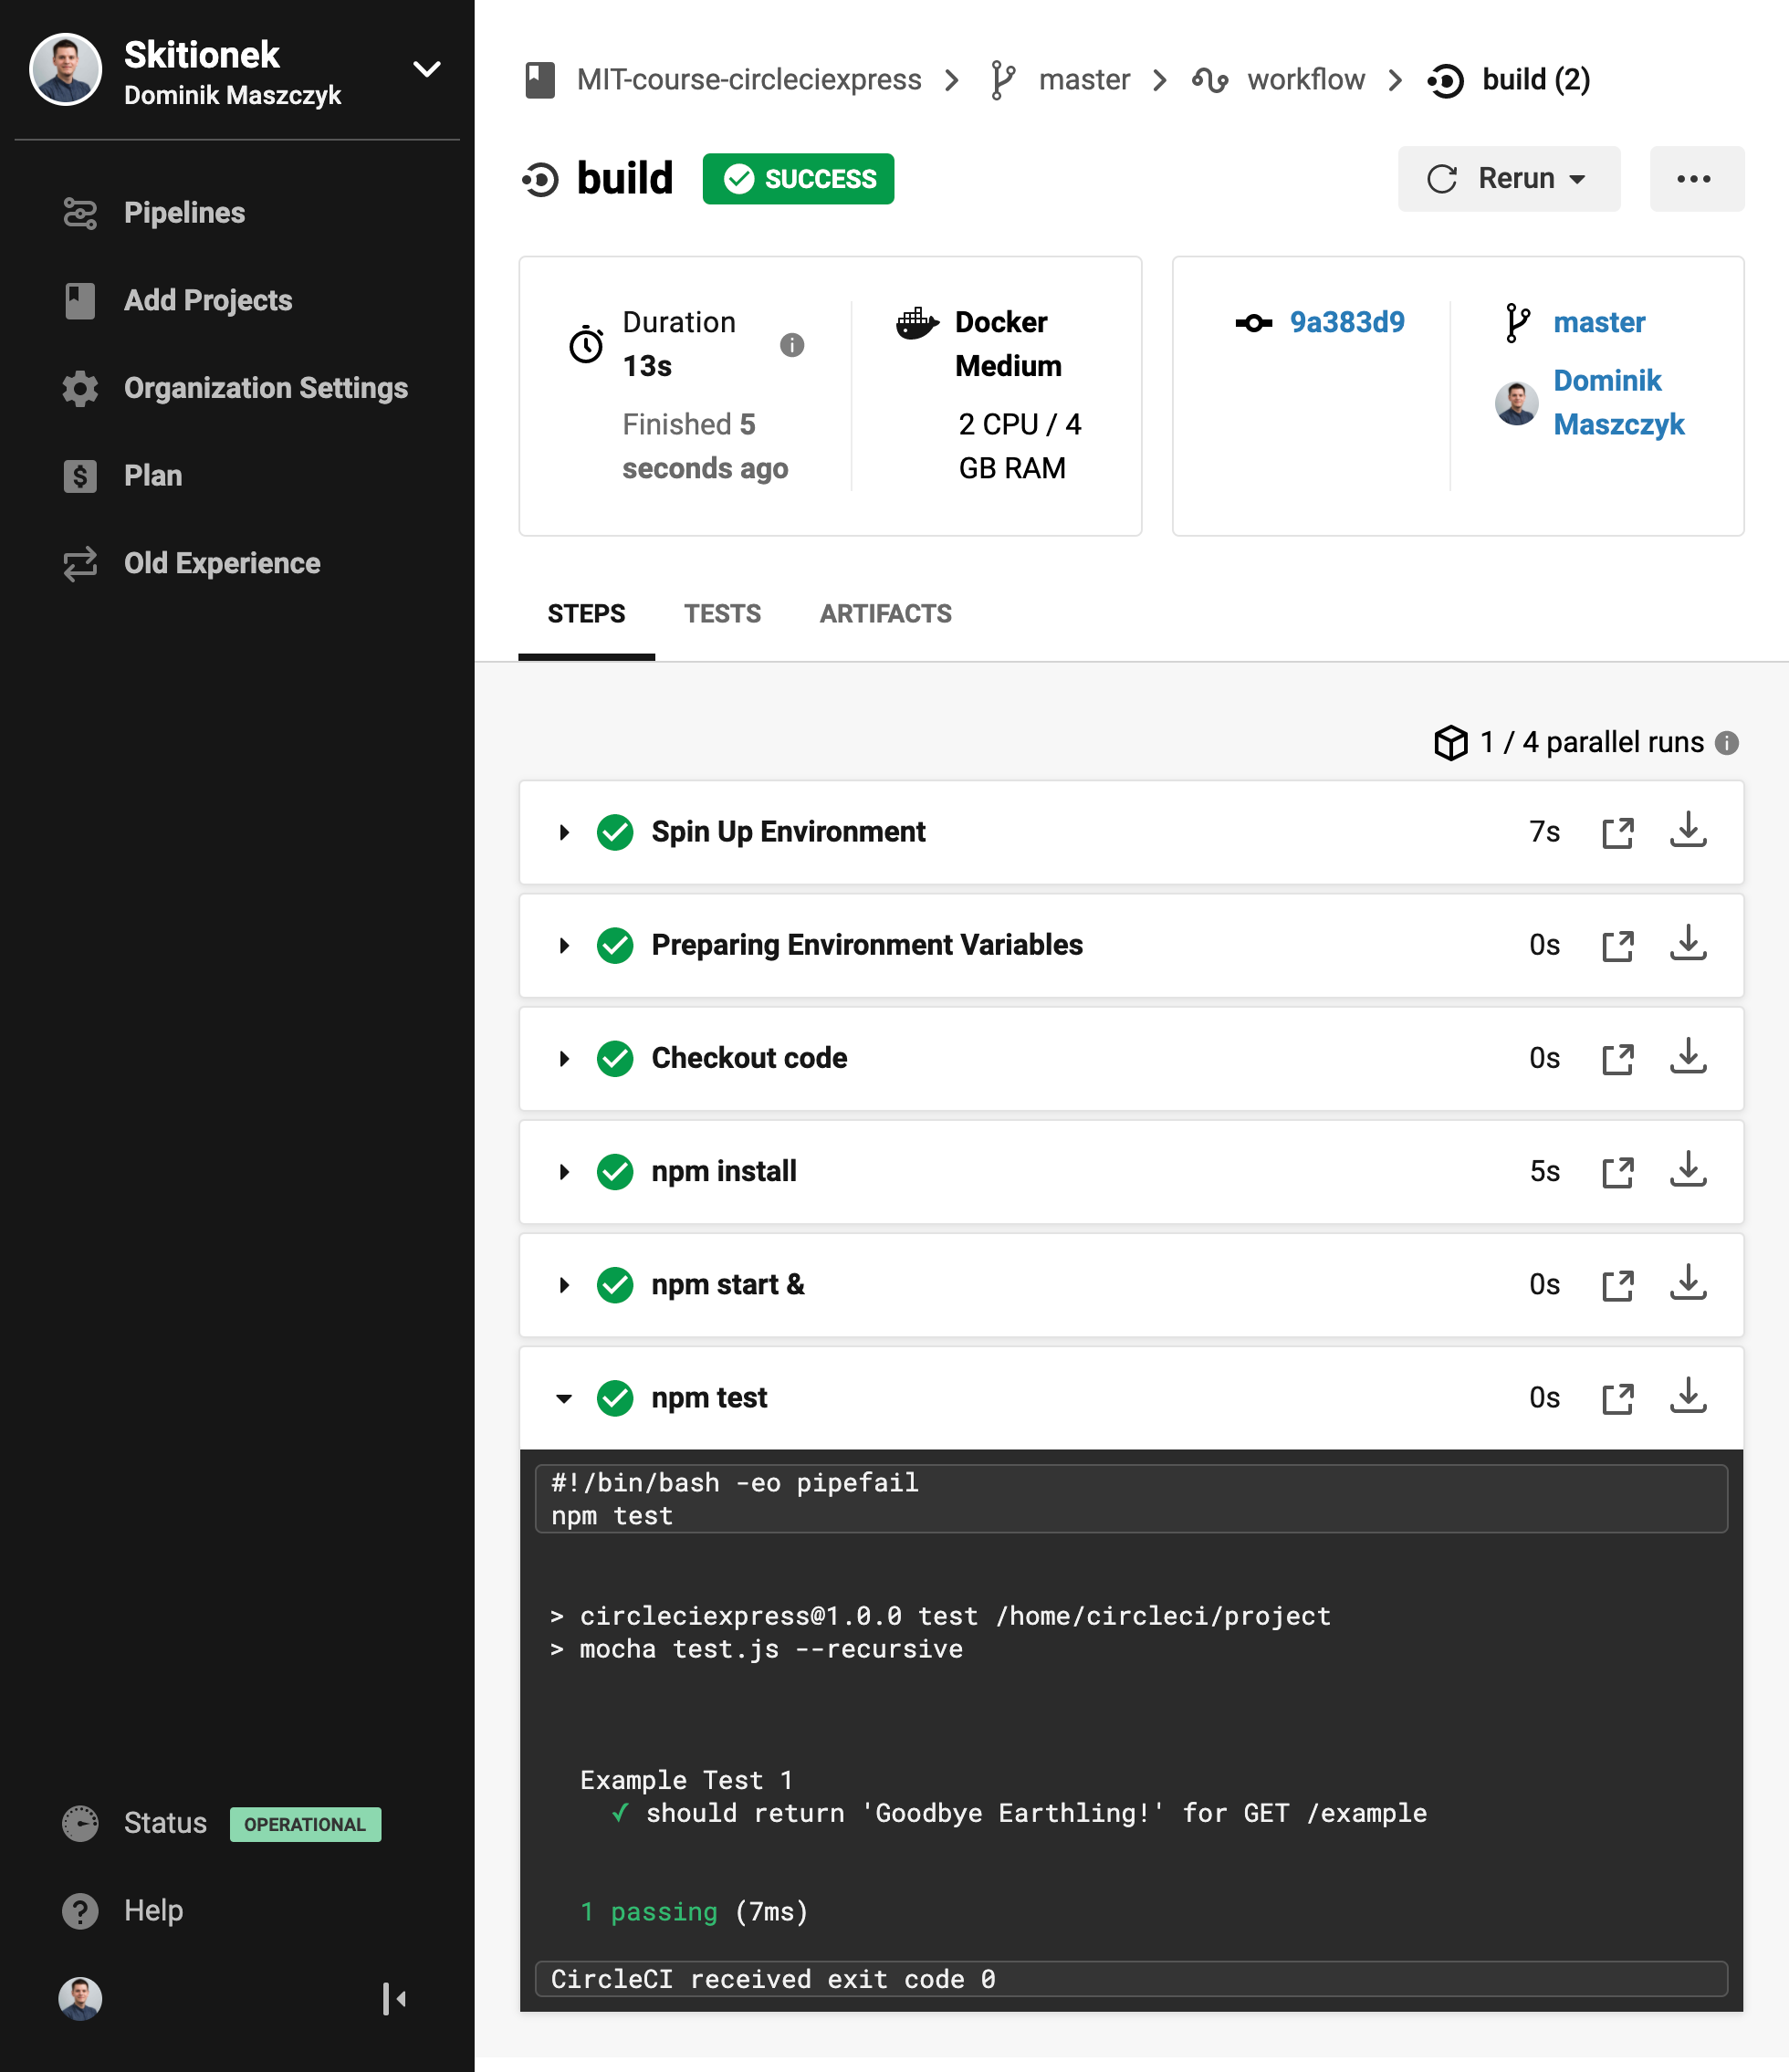 Skitionek
Dominik Maszczyk
Pipelines
Add Projects
Organization Settings
Plan
Old Experience
Status OPERATIONAL
Help
MIT-course-circleciexpress master workflow build (2)
build SUCCESS
Rerun
Duration
13s
Finished 5
seconds ago
Docker
Medium
2 CPU / 4
GB RAM
9a383d9
master
Dominik
Maszczyk
STEPS TESTS ARTIFACTS
1 / 4 parallel runs
Spin Up Environment 7s
Preparing Environment Variables 0s
Checkout code 0s
npm install 5s
npm start & 0s
npm test 0s
#!/bin/bash -eo pipefail
npm test
> circleciexpress@1.0.0 test /home/circleci/project
> mocha test.js --recursive
Example Test 1
✓ should return 'Goodbye Earthling!' for GET /example
1 passing (7ms)
CircleCI received exit code 0